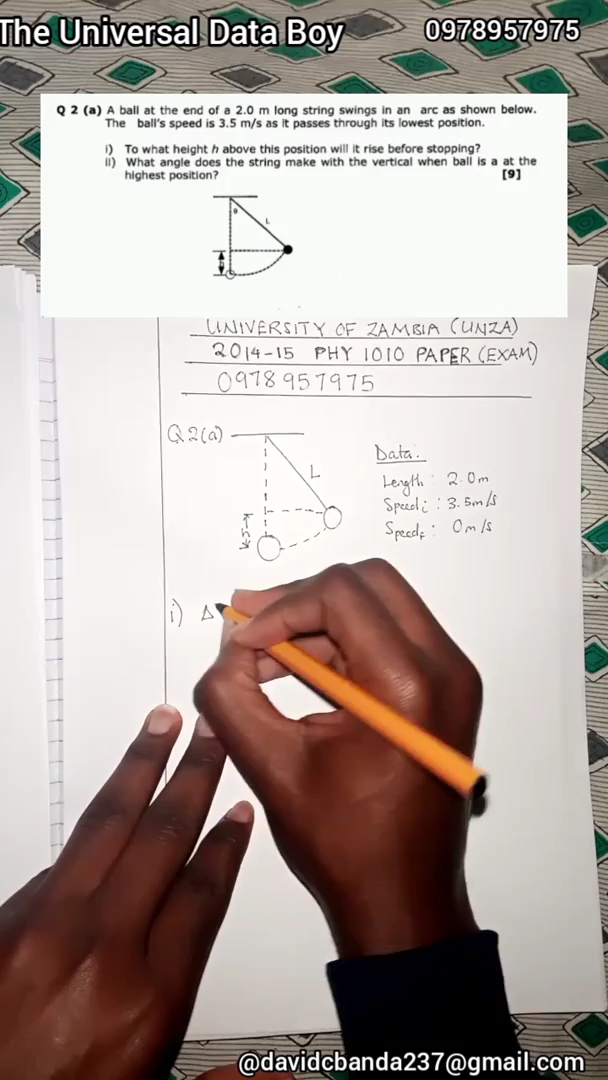 The Universal Data Boy 0978957975
Q 2 (a) A ball at the end of a 2.0 m long string swings in an arc as shown below.
The ball's speed is 3.5 m/s as it passes through its lowest position.
i) To what height h above this position will it rise before stopping?
ii) What angle does the string make with the vertical when ball is a at the
highest position? [9]
θ
L
h
UNIVERSITY OF ZAMBIA (UNZA)
2014-15 PHY 1010 PAPER (EXAM)
0978957975
Q2(a)
L
h
Data:
Length : 2.0m
Speedi : 3.5m/s
Speedf : 0m/s
i) Δ
@davidcbanda237@gmail.com